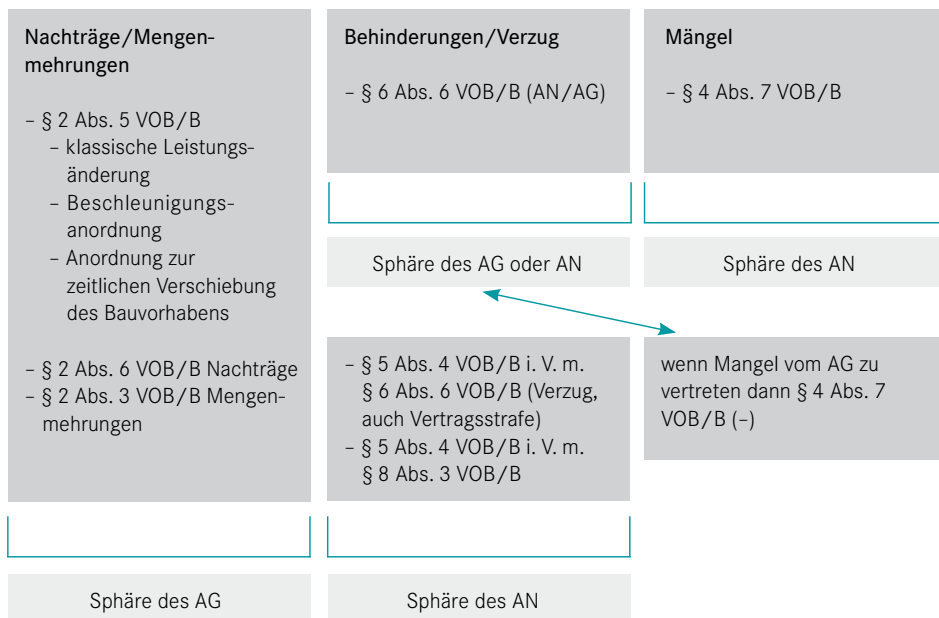 Nachträge/Mengen-
mehrungen
– § 2 Abs. 5 VOB/B
– klassische Leistungs-
änderung
– Beschleunigungs-
anordnung
– Anordnung zur
zeitlichen Verschiebung
des Bauvorhabens
– § 2 Abs. 6 VOB/B Nachträge
– § 2 Abs. 3 VOB/B Mengen-
mehrungen
Sphäre des AG
Behinderungen/Verzug
– § 6 Abs. 6 VOB/B (AN/AG)
Sphäre des AG oder AN
– § 5 Abs. 4 VOB/B i. V. m.
§ 6 Abs. 6 VOB/B (Verzug,
auch Vertragsstrafe)
– § 5 Abs. 4 VOB/B i. V. m.
§ 8 Abs. 3 VOB/B
Sphäre des AN
Mängel
– § 4 Abs. 7 VOB/B
Sphäre des AN
wenn Mangel vom AG zu
vertreten dann § 4 Abs. 7
VOB/B (–)